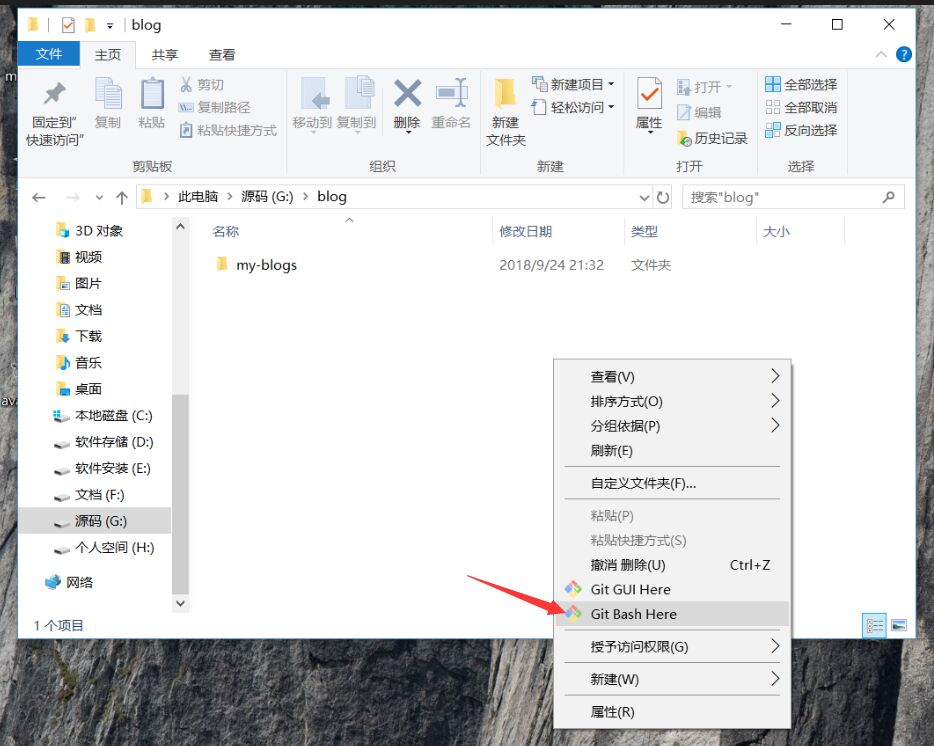 blog
文件 主页 共享 查看
固定到"快速访问"
复制
粘贴
剪切
复制路径
粘贴快捷方式
剪贴板
移动到
复制到
删除
重命名
组织
新建文件夹
新建项目
轻松访问
新建
属性
打开
编辑
历史记录
打开
全部选择
全部取消
反向选择
选择
此电脑 源码 (G:) blog
搜索"blog"
名称 修改日期 类型 大小
my-blogs 2018/9/24 21:32 文件夹
3D 对象
视频
图片
文档
下载
音乐
桌面
本地磁盘 (C:)
软件存储 (D:)
软件安装 (E:)
文档 (F:)
源码 (G:)
个人空间 (H:)
网络
1 个项目
查看(V)
排序方式(O)
分组依据(P)
刷新(E)
自定义文件夹(F)...
粘贴(P)
粘贴快捷方式(S)
撤消 删除(U) Ctrl+Z
Git GUI Here
Git Bash Here
授予访问权限(G)
新建(W)
属性(R)